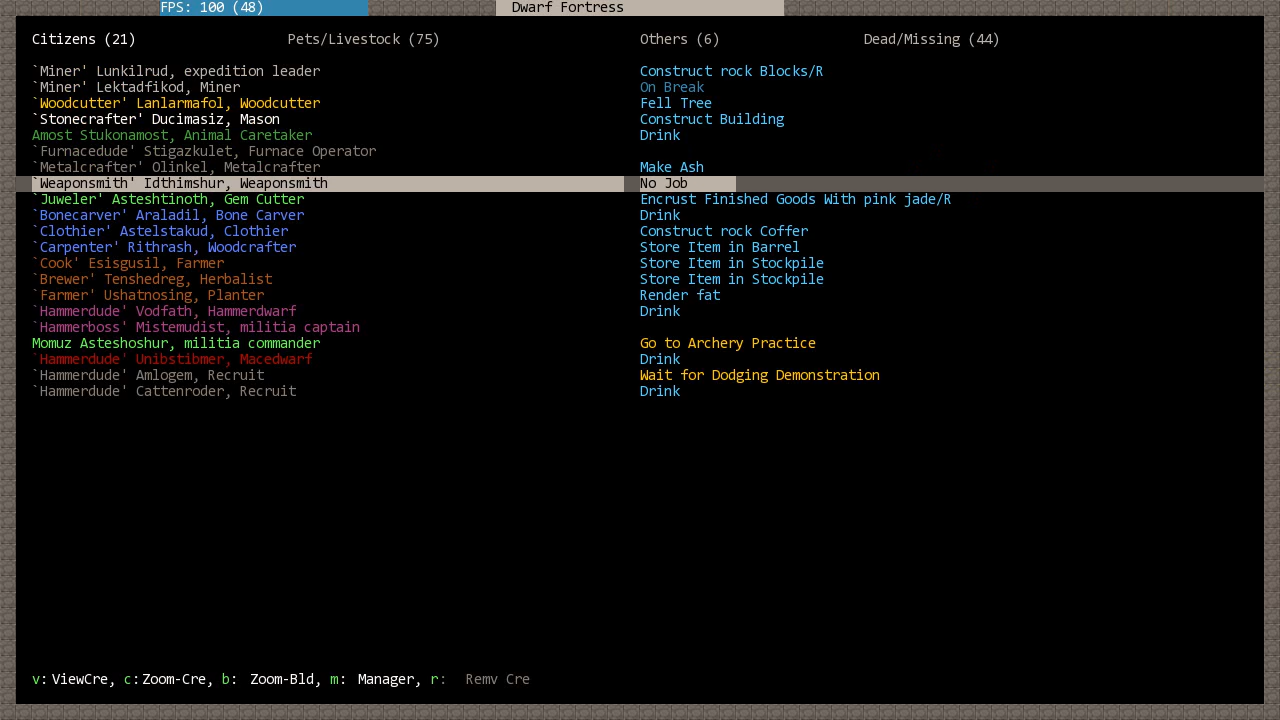 FPS: 100 (48) Dwarf Fortress
Citizens (21) Pets/Livestock (75) Others (6) Dead/Missing (44)
`Miner' Lunkilrud, expedition leader Construct rock Blocks/R
`Miner' Lektadfikod, Miner On Break
`Woodcutter' Lanlarmafol, Woodcutter Fell Tree
`Stonecrafter' Ducimasiz, Mason Construct Building
Amost Stukonamost, Animal Caretaker Drink
`Furnacedude' Stigazkulet, Furnace Operator
`Metalcrafter' Olinkel, Metalcrafter Make Ash
`Weaponsmith' Idthimshur, Weaponsmith No Job
`Juweler' Asteshtinoth, Gem Cutter Encrust Finished Goods With pink jade/R
`Bonecarver' Araladil, Bone Carver Drink
`Clothier' Astelstakud, Clothier Construct rock Coffer
`Carpenter' Rithrash, Woodcrafter Store Item in Barrel
`Cook' Esisgusil, Farmer Store Item in Stockpile
`Brewer' Tenshedreg, Herbalist Store Item in Stockpile
`Farmer' Ushatnosing, Planter Render fat
`Hammerdude' Vodfath, Hammerdwarf Drink
`Hammerboss' Mistemudist, militia captain
Momuz Asteshoshur, militia commander Go to Archery Practice
`Hammerdude' Unibstibmer, Macedwarf Drink
`Hammerdude' Amlogem, Recruit Wait for Dodging Demonstration
`Hammerdude' Cattenroder, Recruit Drink
v: ViewCre, c: Zoom-Cre, b: Zoom-Bld, m: Manager, r: Remv Cre